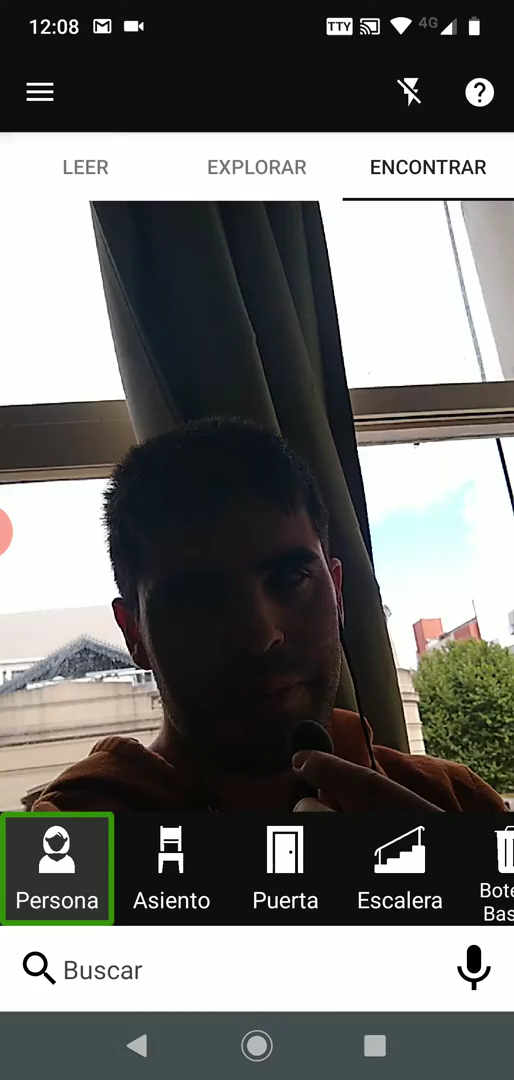 12:08
TTY
4G
LEER
EXPLORAR
ENCONTRAR
Persona
Asiento
Puerta
Escalera
Buscar